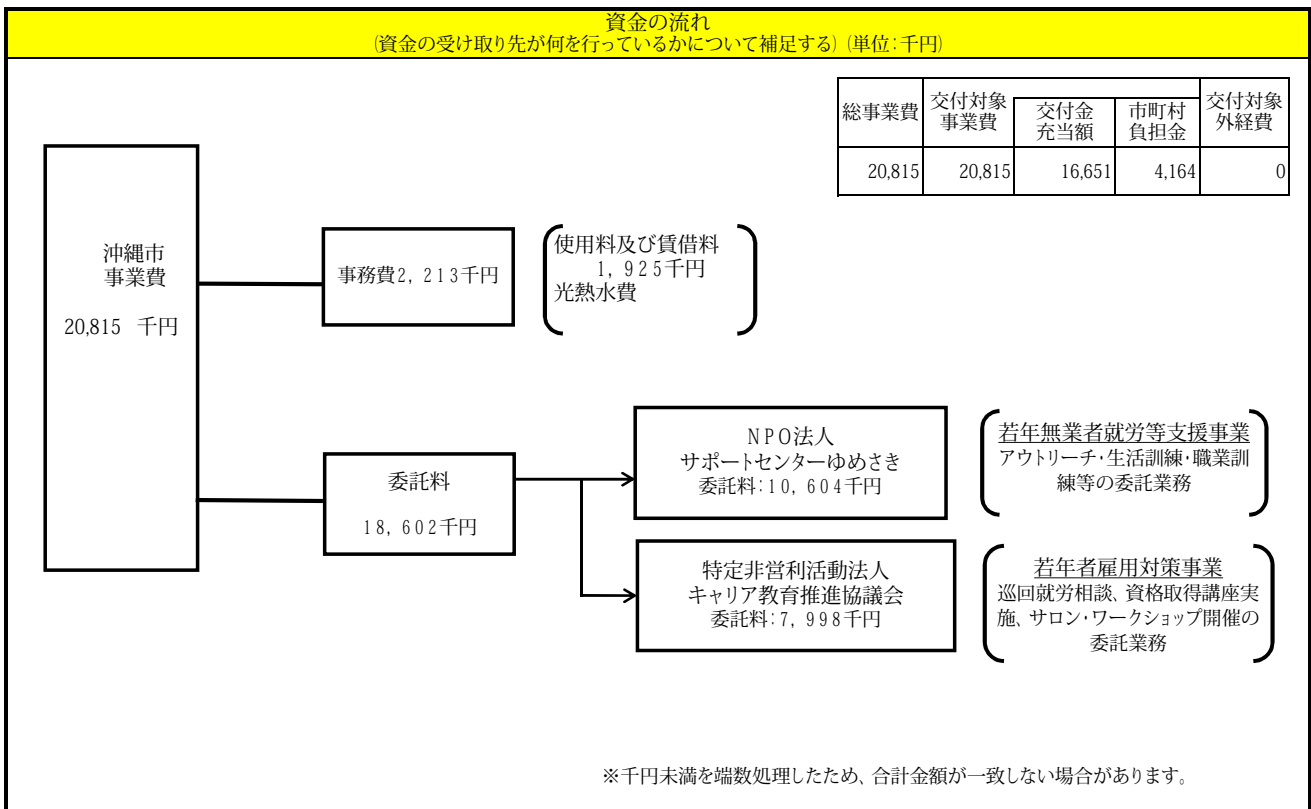 資金の流れ
(資金の受け取り先が何を行っているかについて補足する) (単位:千円)
総事業費
交付対象
事業費
交付金
充当額
市町村
負担金
交付対象
外経費
20,815
20,815
16,651
4,164
0
沖縄市
事業費
20,815 千円
事務費2,213千円
使用料及び賃借料
1,925千円
光熱水費
委託料
18,602千円
NPO法人
サポートセンターゆめさき
委託料:10,604千円
若年無業者就労等支援事業
アウトリーチ・生活訓練・職業訓
練等の委託業務
特定非営利活動法人
キャリア教育推進協議会
委託料:7,998千円
若年者雇用対策事業
巡回就労相談、資格取得講座実
施、サロン・ワークショップ開催の
委託業務
※千円未満を端数処理したため、合計金額が一致しない場合があります。